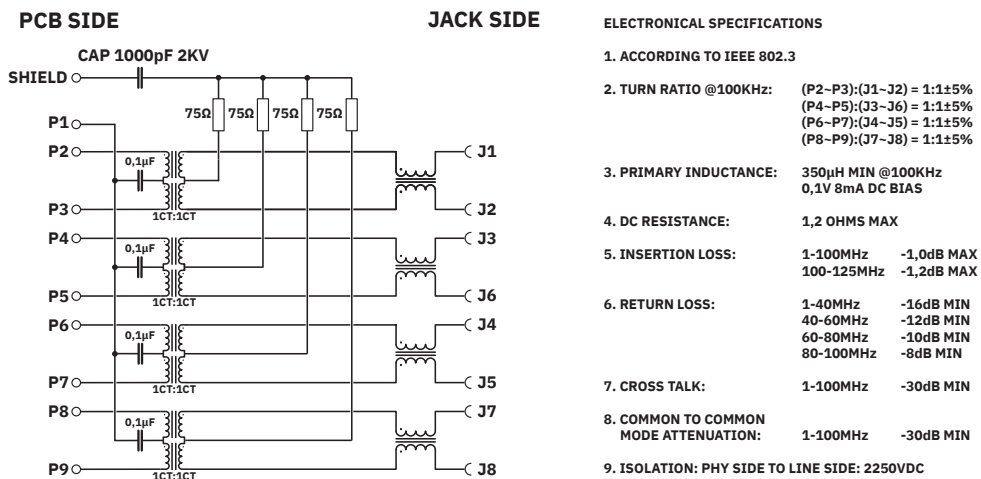 PCB SIDE
JACK SIDE
CAP 1000pF 2KV
SHIELD
75Ω 75Ω 75Ω 75Ω
P1
P2
0,1µF
J1
P3
1CT:1CT
J2
P4
0,1µF
J3
P5
1CT:1CT
J6
P6
0,1µF
J4
P7
1CT:1CT
J5
P8
0,1µF
J7
P9
1CT:1CT
J8
ELECTRONICAL SPECIFICATIONS
1. ACCORDING TO IEEE 802.3
2. TURN RATIO @100KHz: (P2~P3):(J1~J2) = 1:1±5%
(P4~P5):(J3~J6) = 1:1±5%
(P6~P7):(J4~J5) = 1:1±5%
(P8~P9):(J7~J8) = 1:1±5%
3. PRIMARY INDUCTANCE: 350µH MIN @100KHz
0,1V 8mA DC BIAS
4. DC RESISTANCE: 1,2 OHMS MAX
5. INSERTION LOSS: 1-100MHz -1,0dB MAX
100-125MHz -1,2dB MAX
6. RETURN LOSS: 1-40MHz -16dB MIN
40-60MHz -12dB MIN
60-80MHz -10dB MIN
80-100MHz -8dB MIN
7. CROSS TALK: 1-100MHz -30dB MIN
8. COMMON TO COMMON
MODE ATTENUATION: 1-100MHz -30dB MIN
9. ISOLATION: PHY SIDE TO LINE SIDE: 2250VDC